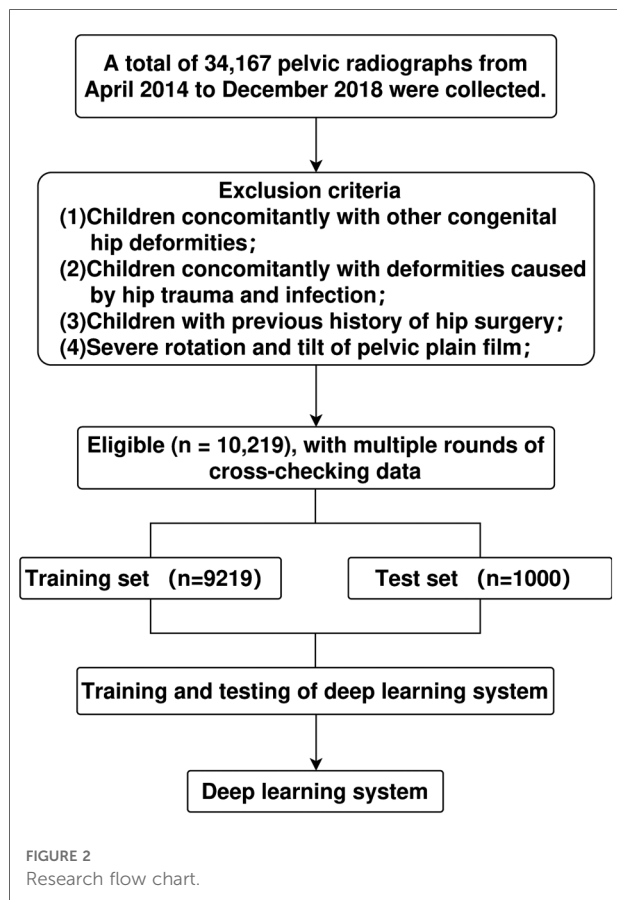 A total of 34,167 pelvic radiographs from
April 2014 to December 2018 were collected.
Exclusion criteria
(1)Children concomitantly with other congenital
hip deformities;
(2)Children concomitantly with deformities caused
by hip trauma and infection;
(3)Children with previous history of hip surgery;
(4)Severe rotation and tilt of pelvic plain film;
Eligible (n = 10,219), with multiple rounds of
cross-checking data
Training set (n=9219)
Test set (n=1000)
Training and testing of deep learning system
Deep learning system
FIGURE 2
Research flow chart.